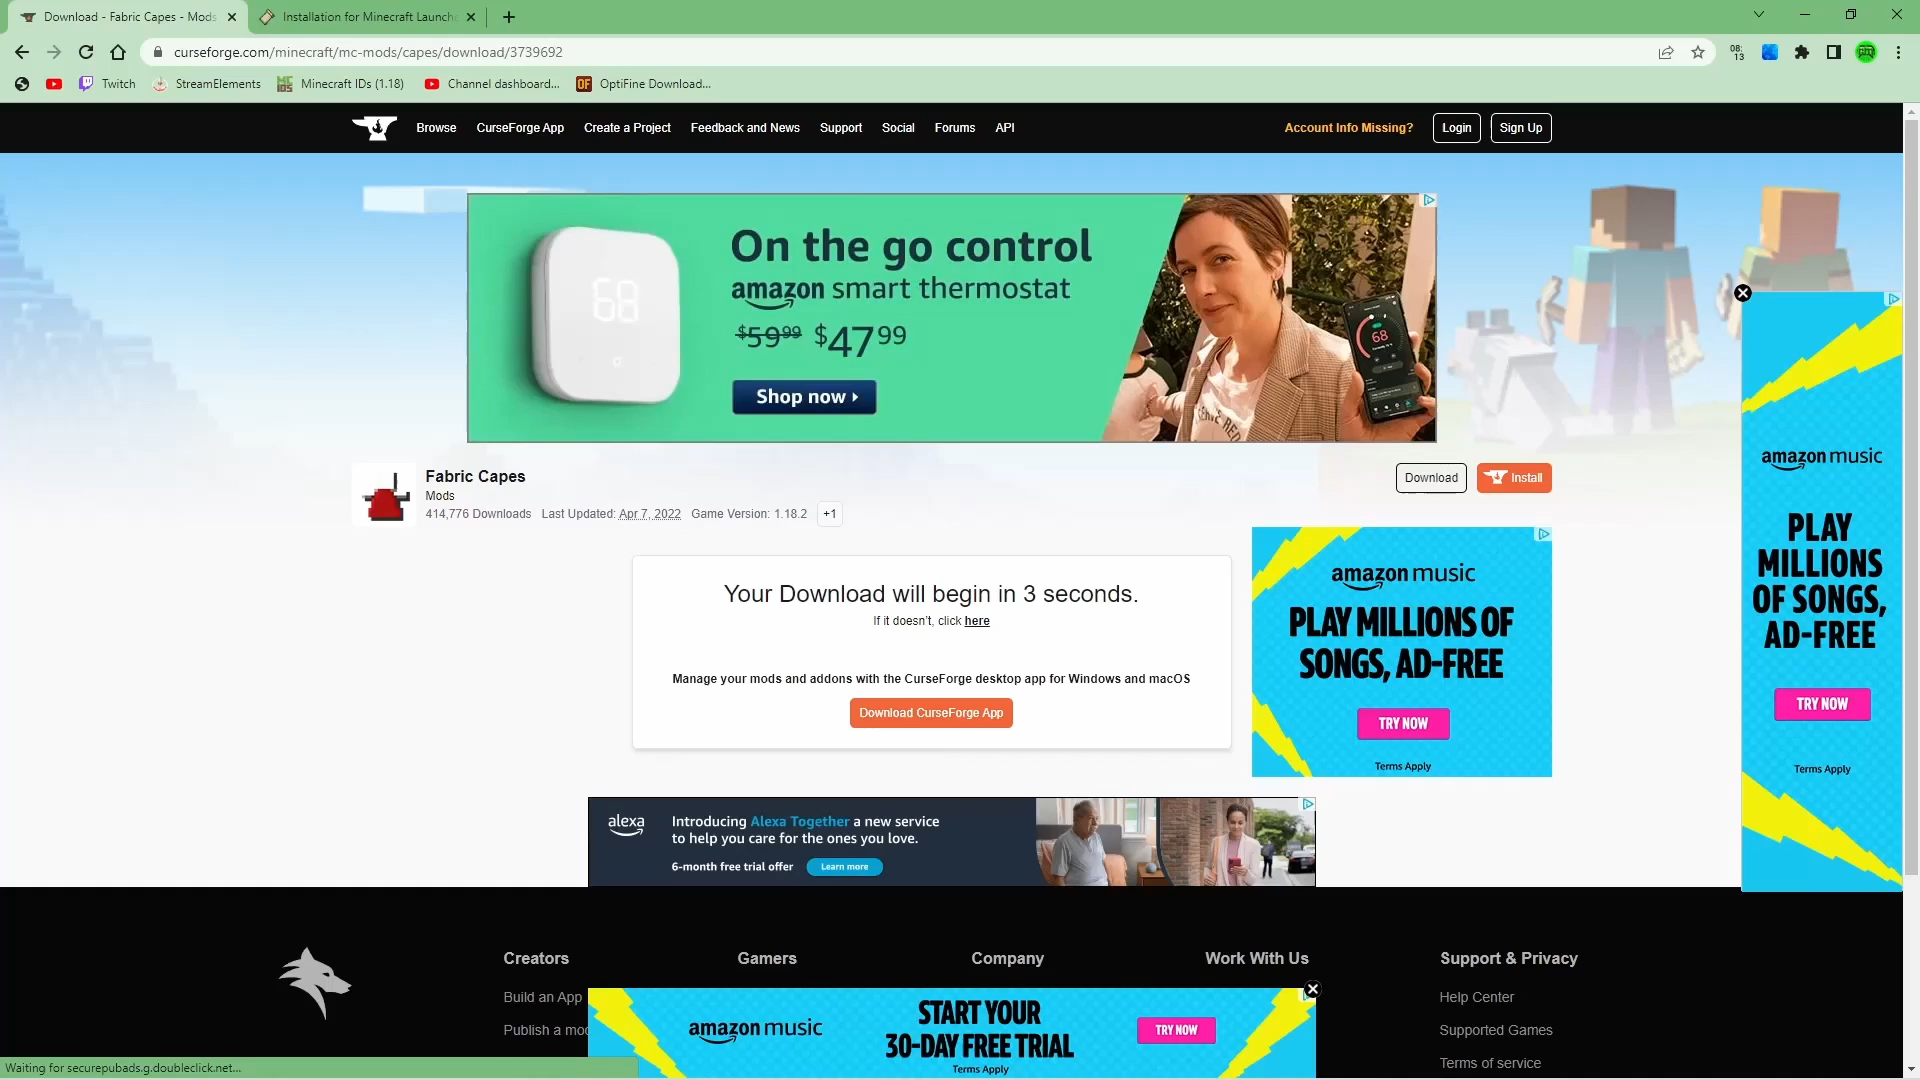 Download - Fabric Capes - Mods
Installation for Minecraft Launche
curseforge.com/minecraft/mc-mods/capes/download/3739692
08:
13
Twitch
StreamElements
Minecraft IDs (1.18)
Channel dashboard...
OF
OptiFine Download...
Browse
CurseForge App
Create a Project
Feedback and News
Support
Social
Forums
API
Account Info Missing?
Login
Sign Up
On the go control
amazon smart thermostat
$59.99 $47.99
Shop now
68
68
Fabric Capes
Mods
414,776 Downloads Last Updated: Apr 7, 2022 Game Version: 1.18.2 +1
Download
Install
Your Download will begin in 3 seconds.
If it doesn't, click here
Manage your mods and addons with the CurseForge desktop app for Windows and macOS
Download CurseForge App
amazon music
PLAY MILLIONS OF
SONGS, AD-FREE
TRY NOW
Terms Apply
amazon music
PLAY
MILLIONS
OF SONGS,
AD-FREE
TRY NOW
Terms Apply
alexa
Introducing Alexa Together a new service
to help you care for the ones you love.
6-month free trial offer
Learn more
Creators
Build an App
Publish a mod
Gamers
Company
Work With Us
Support & Privacy
Help Center
Supported Games
Terms of service
amazon music
START YOUR
30-DAY FREE TRIAL
Terms Apply
TRY NOW
Waiting for securepubads.g.doubleclick.net...